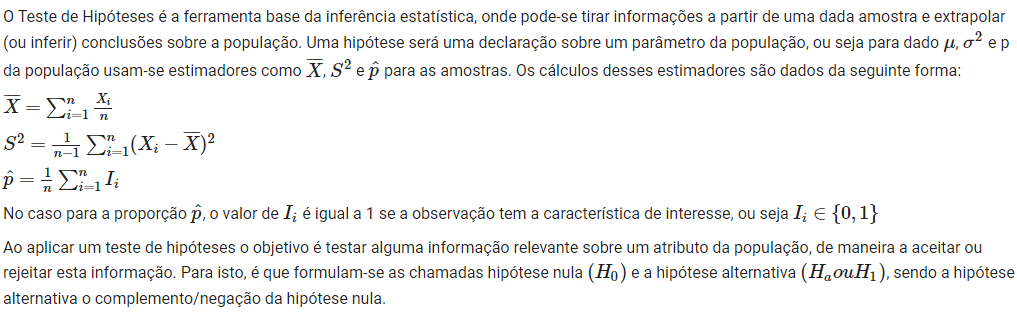 O Teste de Hipóteses é a ferramenta base da inferência estatística, onde pode-se tirar informações a partir de uma dada amostra e extrapolar
(ou inferir) conclusões sobre a população. Uma hipótese será uma declaração sobre um parâmetro da população, ou seja para dado $\mu$, $\sigma^2$ e p
da população usam-se estimadores como $\overline{X}$, $S^2$ e $\hat{p}$ para as amostras. Os cálculos desses estimadores são dados da seguinte forma:
$\overline{X} = \sum_{i=1}^{n} \frac{X_i}{n}$
$S^2 = \frac{1}{n-1} \sum_{i=1}^{n} (X_i - \overline{X})^2$
$\hat{p} = \frac{1}{n} \sum_{i=1}^{n} I_i$
No caso para a proporção $\hat{p}$, o valor de $I_i$ é igual a 1 se a observação tem a característica de interesse, ou seja $I_i \in \{0, 1\}$
Ao aplicar um teste de hipóteses o objetivo é testar alguma informação relevante sobre um atributo da população, de maneira a aceitar ou
rejeitar esta informação. Para isto, é que formulam-se as chamadas hipótese nula $(H_0)$ e a hipótese alternativa $(H_a ou H_1)$, sendo a hipótese
alternativa o complemento/negação da hipótese nula.